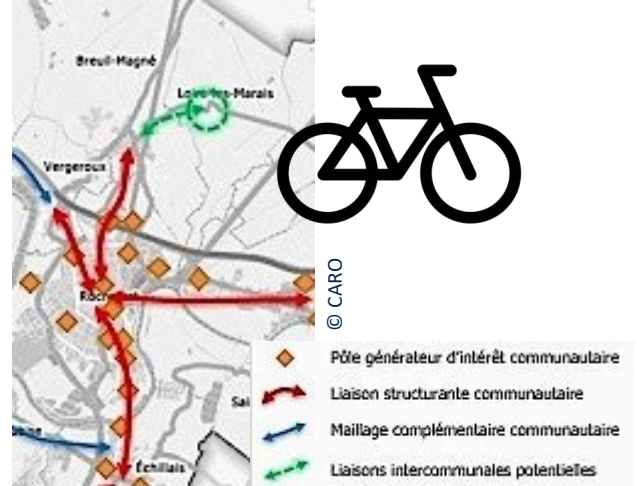 Breuil-Magné
Loire-les-Marais
Vergeroux
© CARO
Pôle générateur d'intérêt communautaire
Liaison structurante communautaire
Maillage complémentaire communautaire
Échillais
Liaisons intercommunales potentielles